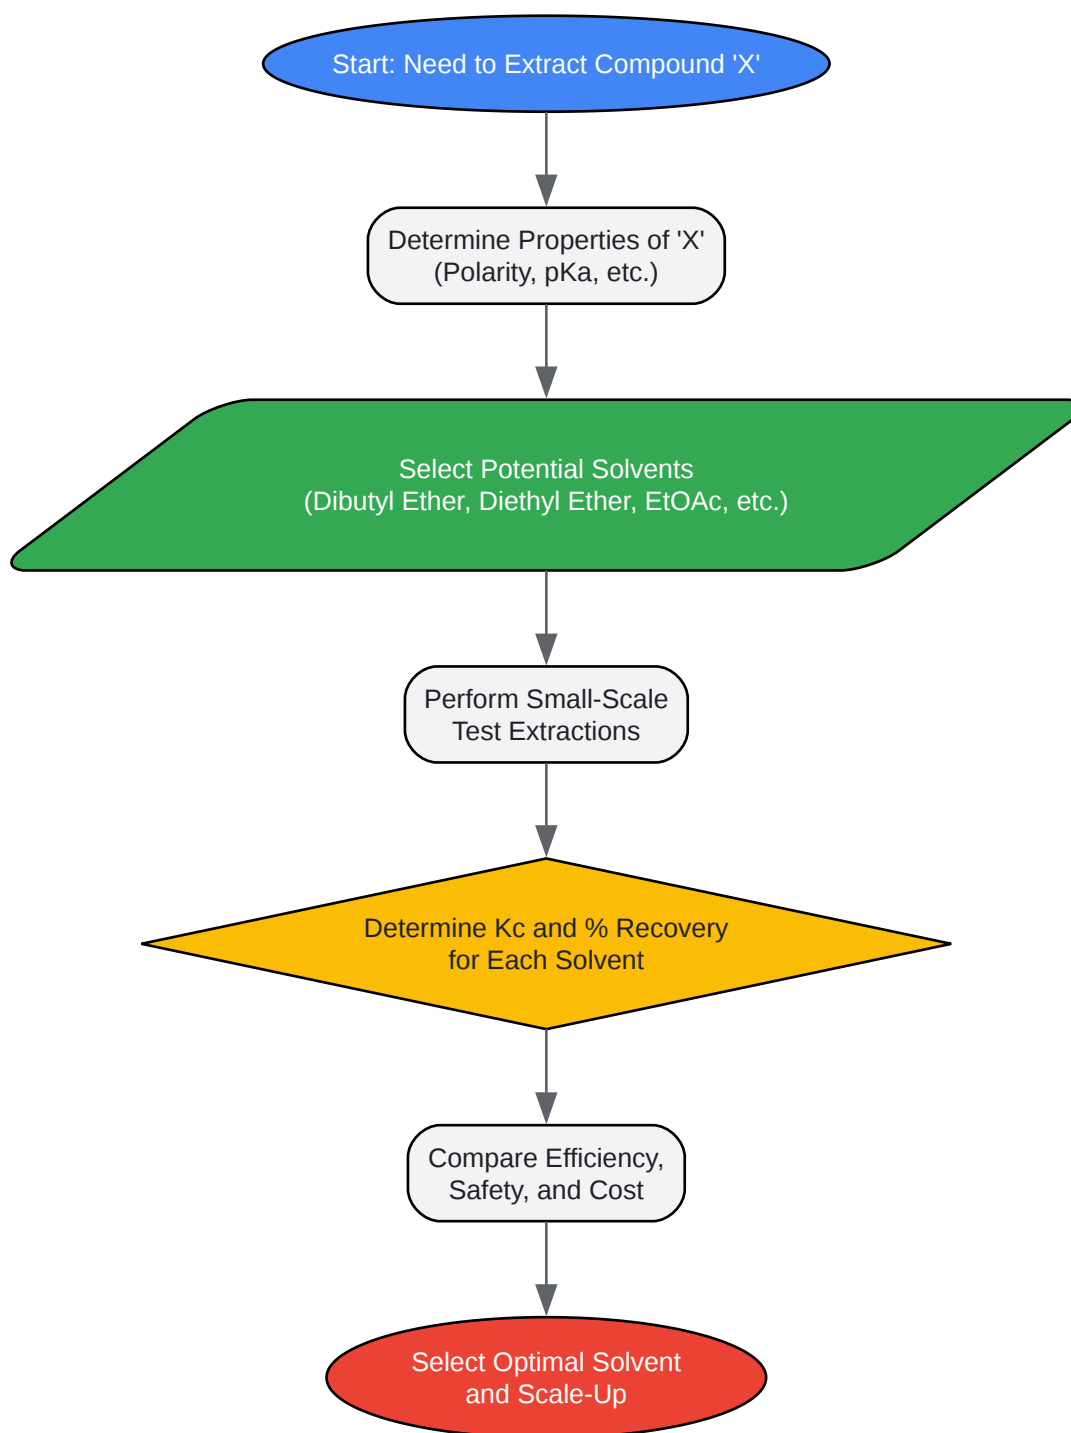 Start: Need to Extract Compound 'X'
Determine Properties of 'X'
(Polarity, pKa, etc.)
Select Potential Solvents
(Dibutyl Ether, Diethyl Ether, EtOAc, etc.)
Perform Small-Scale
Test Extractions
Determine Kc and % Recovery
for Each Solvent
Compare Efficiency,
Safety, and Cost
Select Optimal Solvent
and Scale-Up